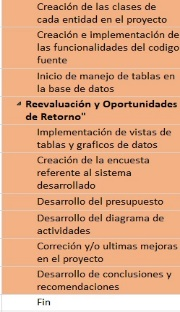 Creación de las clases de
cada entidad en el proyecto
Creación e implementación de
las funcionalidades del codigo
fuente
Inicio de manejo de tablas en
la base de datos
Reevaluación y Oportunidades
de Retorno"
Implementación de vistas de
tablas y graficos de datos
Creación de la encuesta
referente al sistema
desarrollado
Desarrollo del presupuesto
Desarrollo del diagrama de
actividades
Correción y/o ultimas mejoras
en el proyecto
Desarrollo de conclusiones y
recomendaciones
Fin